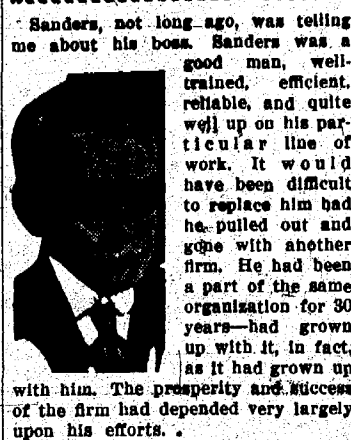 Sanders, not long ago, was telling
me about his boss. Sanders was a
good man, well-
trained, efficient,
reliable, and quite
well up on his par-
ticular line of
work. It would
have been difficult
to replace him had
he pulled out and
gone with another
firm. He had been
a part of the same
organization for 30
years—had grown
up with it, in fact,
as it had grown up
with him. The prosperity and success
of the firm had depended very largely
upon his efforts.